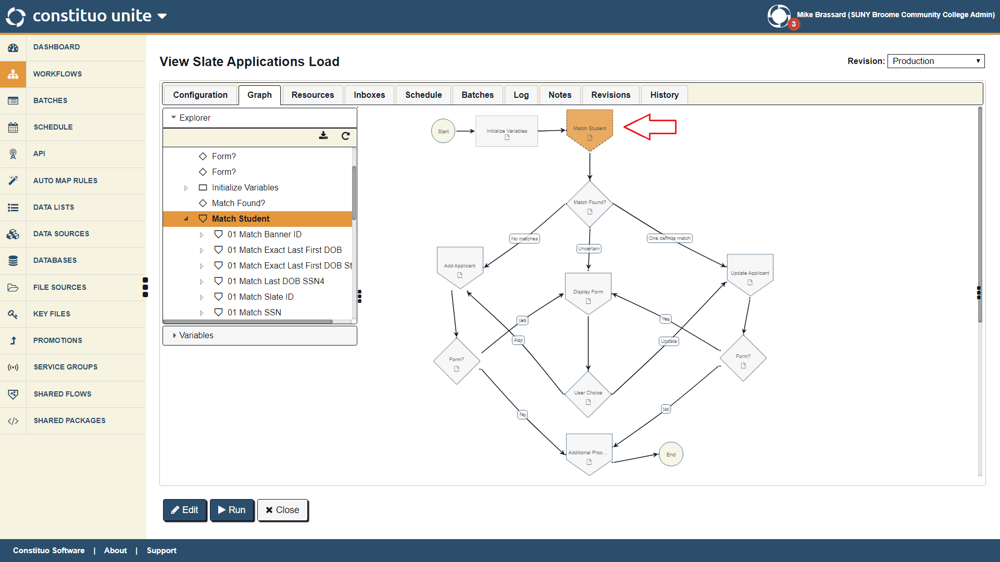 constituo unite
3
Mike Brassard (SUNY Broome Community College Admin)
DASHBOARD
WORKFLOWS
BATCHES
SCHEDULE
API
AUTO MAP RULES
DATA LISTS
DATA SOURCES
DATABASES
FILE SOURCES
KEY FILES
PROMOTIONS
SERVICE GROUPS
SHARED FLOWS
SHARED PACKAGES
View Slate Applications Load
Revision: Production
Configuration Graph Resources Inboxes Schedule Batches Log Notes Revisions History
Explorer
Form?
Form?
Initialize Variables
Match Found?
Match Student
01 Match Banner ID
01 Match Exact Last First DOB
01 Match Exact Last First DOB St
01 Match Last DOB SSN4
01 Match Slate ID
01 Match SSN
Variables
Start
Initialize Variables
Match Student
Match Found?
No matches
Uncertain
One definite match
Add Applicant
Display Form
Update Applicant
Yes
Yes
Add
Update
Form?
Form?
User Choice
No
No
Additional Proc...
End
Edit Run Close
Constituo Software | About | Support